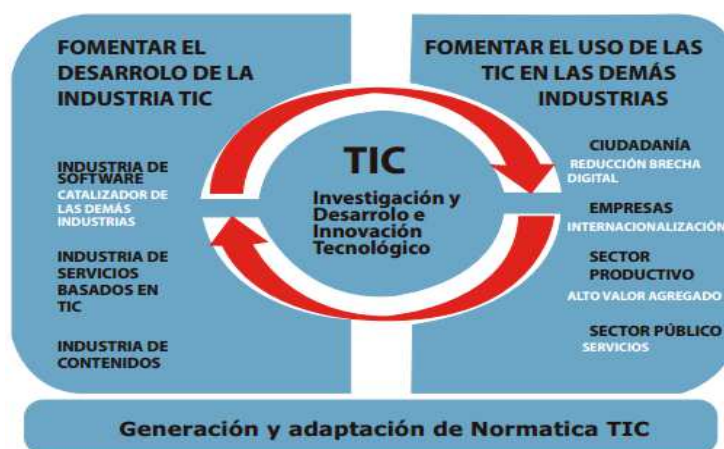 FOMENTAR EL
DESARROLO DE LA
INDUSTRIA TIC
INDUSTRIA DE
SOFTWARE
CATALIZADOR DE
LAS DEMÁS
INDUSTRIAS
INDUSTRIA DE
SERVICIOS
BASADOS EN
TIC
INDUSTRIA DE
CONTENIDOS
TIC
Investigación y
Desarrolo e
Innovación
Tecnológico
FOMENTAR EL USO DE LAS
TIC EN LAS DEMÁS
INDUSTRIAS
CIUDADANÍA
REDUCCIÓN BRECHA
DIGITAL
EMPRESAS
INTERNACIONALIZACIÓN
SECTOR
PRODUCTIVO
ALTO VALOR AGREGADO
SECTOR PÚBLICO
SERVICIOS
Generación y adaptación de Normatica TIC